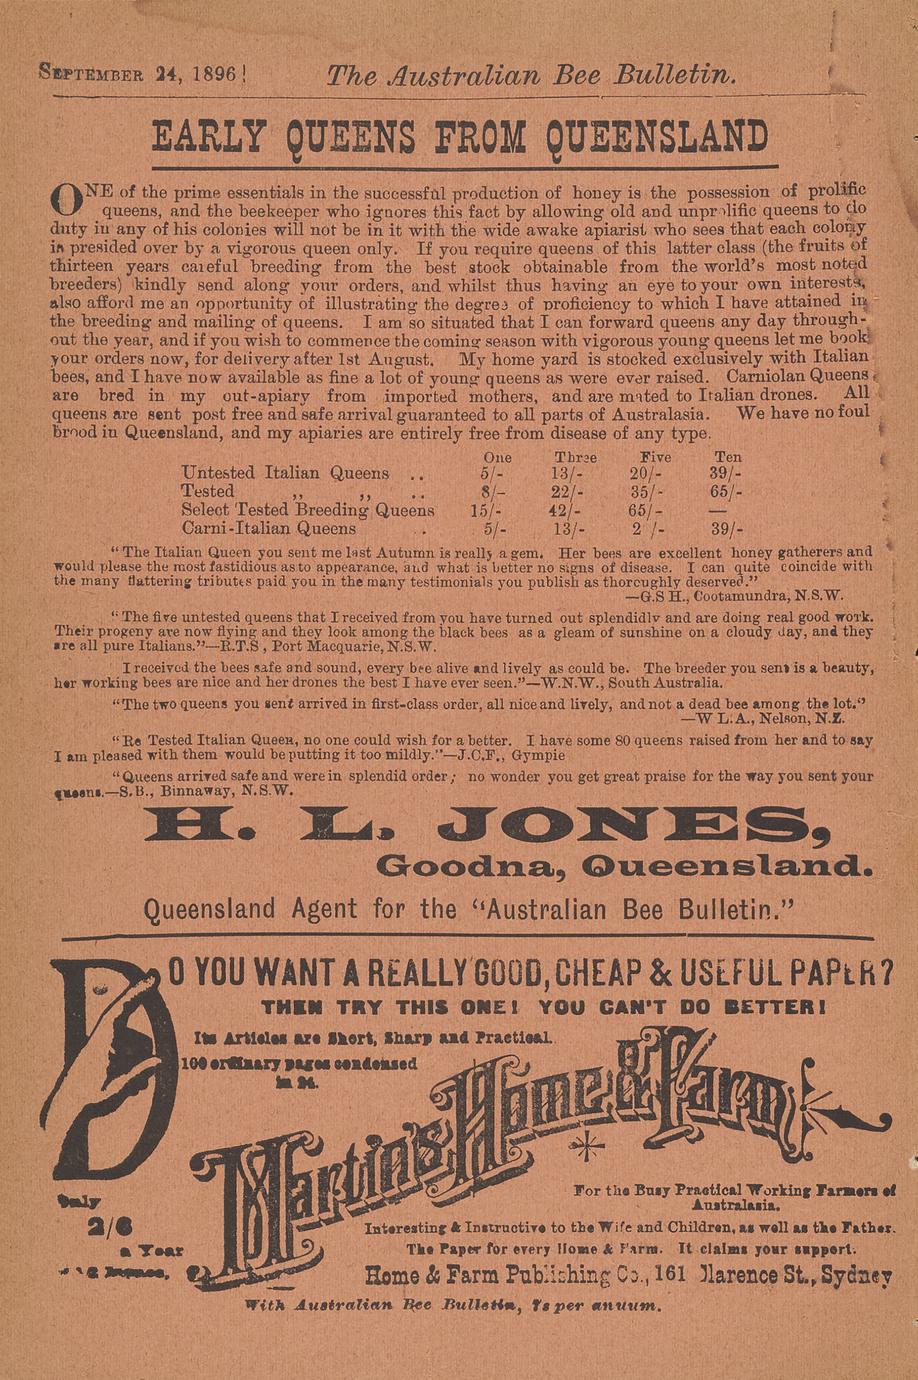 SEPTEMBER 24, 1896!
The Australian Bee Bulletin.
EARLY QUEENS FROM QUEENSLAND
ONE of the prime essentials in the successful production of honey is the possession of prolific
queens, and the beekeeper who ignores this fact by allowing old and unprolific queens to do
duty in any of his colonies will not be in it with the wide awake apiarist who sees that each colony
is presided over by a vigorous queen only. If you require queens of this latter class (the fruits of
thirteen years careful breeding from the best stock obtainable from the world's most noted
breeders) kindly send along your orders, and whilst thus having an eye to your own interests,
also afford me an opportunity of illustrating the degree of proficiency to which I have attained in
the breeding and mailing of queens. I am so situated that I can forward queens any day through-
out the year, and if you wish to commence the coming season with vigorous young queens let me book
your orders now, for delivery after 1st August. My home yard is stocked exclusively with Italian
bees, and I have now available as fine a lot of young queens as were ever raised. Carniolan Queens
are bred in my out-apiary from imported mothers, and are mated to Italian drones. All
queens are sent post free and safe arrival guaranteed to all parts of Australasia. We have no foul
brood in Queensland, and my apiaries are entirely free from disease of any type.
One Three Five Ten
Untested Italian Queens .. 5/- 13/- 20/- 39/-
Tested ,, ,, .. 8/- 22/- 35/- 65/-
Select Tested Breeding Queens 15/- 42/- 65/- —
Carni-Italian Queens . 5/- 13/- 2 /- 39/-
"The Italian Queen you sent me last Autumn is really a gem. Her bees are excellent honey gatherers and
would please the most fastidious as to appearance, and what is better no signs of disease. I can quite coincide with
the many flattering tributes paid you in the many testimonials you publish as thoroughly deserved."
—G.S H., Cootamundra, N.S.W.
"The five untested queens that I received from you have turned out splendidly and are doing real good work.
Their progeny are now flying and they look among the black bees as a gleam of sunshine on a cloudy day, and they
are all pure Italians."—R.T.S , Port Macquarie, N.S.W.
I received the bees safe and sound, every bee alive and lively as could be. The breeder you sent is a beauty,
her working bees are nice and her drones the best I have ever seen."—W.N.W., South Australia.
"The two queens you sent arrived in first-class order, all nice and lively, and not a dead bee among the lot."
—W L.A., Nelson, N.Z.
"Re Tested Italian Queen, no one could wish for a better. I have some 80 queens raised from her and to say
I am pleased with them would be putting it too mildly."—J.C.F., Gympie
"Queens arrived safe and were in splendid order; no wonder you get great praise for the way you sent your
queens.—S.B., Binnaway, N.S.W.
H. L. JONES,
Goodna, Queensland.
Queensland Agent for the "Australian Bee Bulletin."
DO YOU WANT A REALLY GOOD, CHEAP & USEFUL PAPER?
THEN TRY THIS ONE! YOU CAN'T DO BETTER!
Its Articles are Short, Sharp and Practical.
100 ordinary pages condensed
in 24.
Martin's Home & Farm
For the Busy Practical Working Farmers of
Australasia.
Only
2/6
a Year
Interesting & Instructive to the Wife and Children, as well as the Father.
The Paper for every Home & Farm. It claims your support.
Home & Farm Publishing Co., 161 Clarence St., Sydney
With Australian Bee Bulletin, 7s per annum.